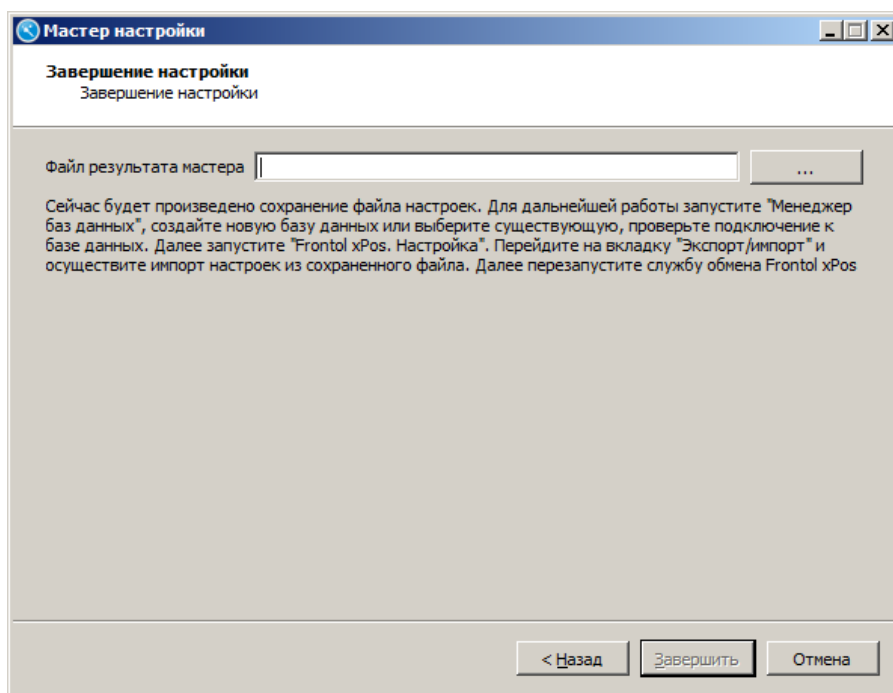 Мастер настройки
Завершение настройки
Завершение настройки
Файл результата мастера
...
Сейчас будет произведено сохранение файла настроек. Для дальнейшей работы запустите "Менеджер
баз данных", создайте новую базу данных или выберите существующую, проверьте подключение к
базе данных. Далее запустите "Frontol xPos. Настройка". Перейдите на вкладку "Экспорт/импорт" и
осуществите импорт настроек из сохраненного файла. Далее перезапустите службу обмена Frontol xPos
< Назад
Завершить
Отмена